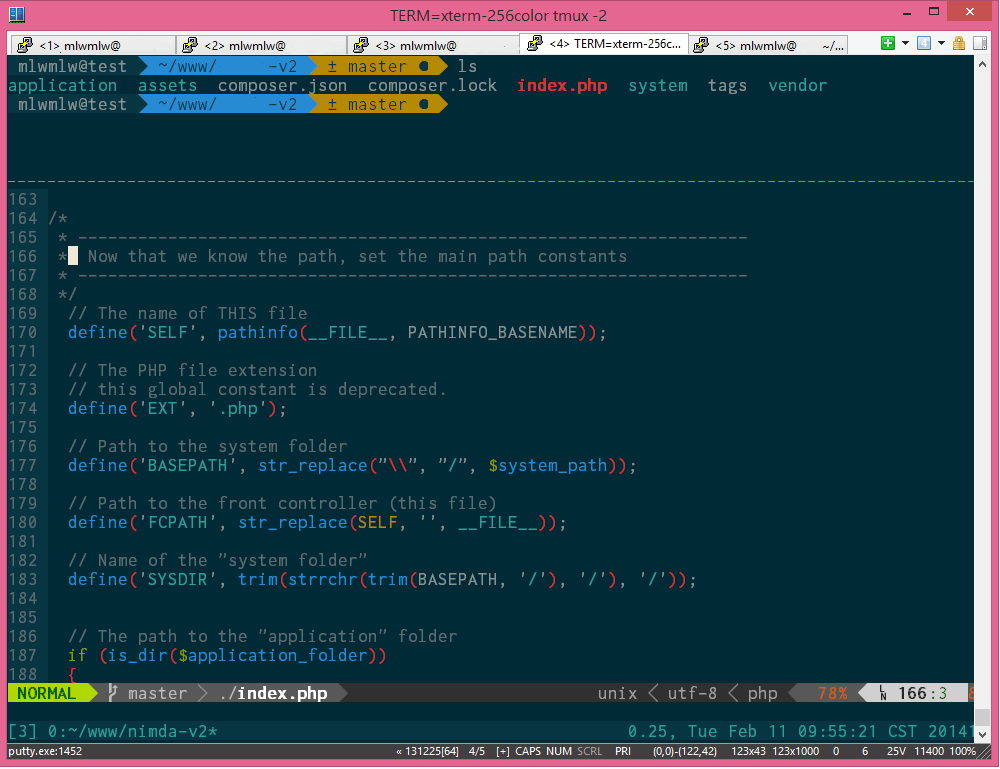 TERM=xterm-256color tmux -2
<1> mlwmlw@ <2> mlwmlw@ <3> mlwmlw@ <4> TERM=xterm-256c... <5> mlwmlw@ ~/...
mlwmlw@test ~/www/ -v2 ± master ● ls
application assets composer.json composer.lock index.php system tags vendor
mlwmlw@test ~/www/ -v2 ± master ●
163
164 /*
165  * -------------------------------------------------------------------
166  * Now that we know the path, set the main path constants
167  * -------------------------------------------------------------------
168  */
169   // The name of THIS file
170   define('SELF', pathinfo(__FILE__, PATHINFO_BASENAME));
171
172   // The PHP file extension
173   // this global constant is deprecated.
174   define('EXT', '.php');
175
176   // Path to the system folder
177   define('BASEPATH', str_replace("\\", "/", $system_path));
178
179   // Path to the front controller (this file)
180   define('FCPATH', str_replace(SELF, '', __FILE__));
181
182   // Name of the "system folder"
183   define('SYSDIR', trim(strrchr(trim(BASEPATH, '/'), '/'), '/'));
184
185
186   // The path to the "application" folder
187   if (is_dir($application_folder))
188   {
NORMAL master ./index.php unix utf-8 php 78% LN 166:3
[3] 0:~/www/nimda-v2* 0.25, Tue Feb 11 09:55:21 CST 2014
putty.exe:1452 « 131225[64] 4/5 [+] CAPS NUM SCRL PRI (0,0)-(122,42) 123x43 123x1000 0 6 25V 11400 100%